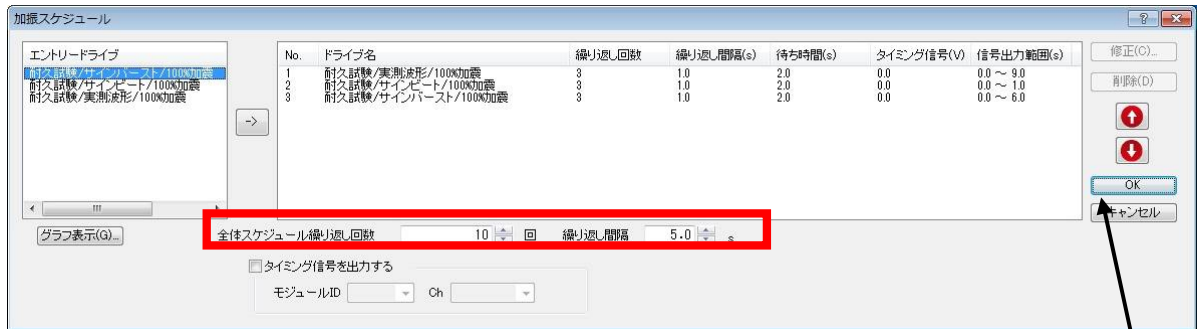 加振スケジュール
エントリードライブ
耐久試験/サインバースト/100%加震
耐久試験/サインビート/100%加震
耐久試験/実測波形/100%加震
->
グラフ表示(G)...
No. ドライブ名 繰り返し回数 繰り返し間隔(s) 待ち時間(s) タイミング信号(V) 信号出力範囲(s)
1 耐久試験/実測波形/100%加震 3 1.0 2.0 0.0 0.0 ～ 9.0
2 耐久試験/サインビート/100%加震 3 1.0 2.0 0.0 0.0 ～ 1.0
3 耐久試験/サインバースト/100%加震 3 1.0 2.0 0.0 0.0 ～ 6.0
修正(C)...
削除(D)
OK
キャンセル
全体スケジュール繰り返し回数 10 回 繰り返し間隔 5.0 s
タイミング信号を出力する
モジュールID Ch